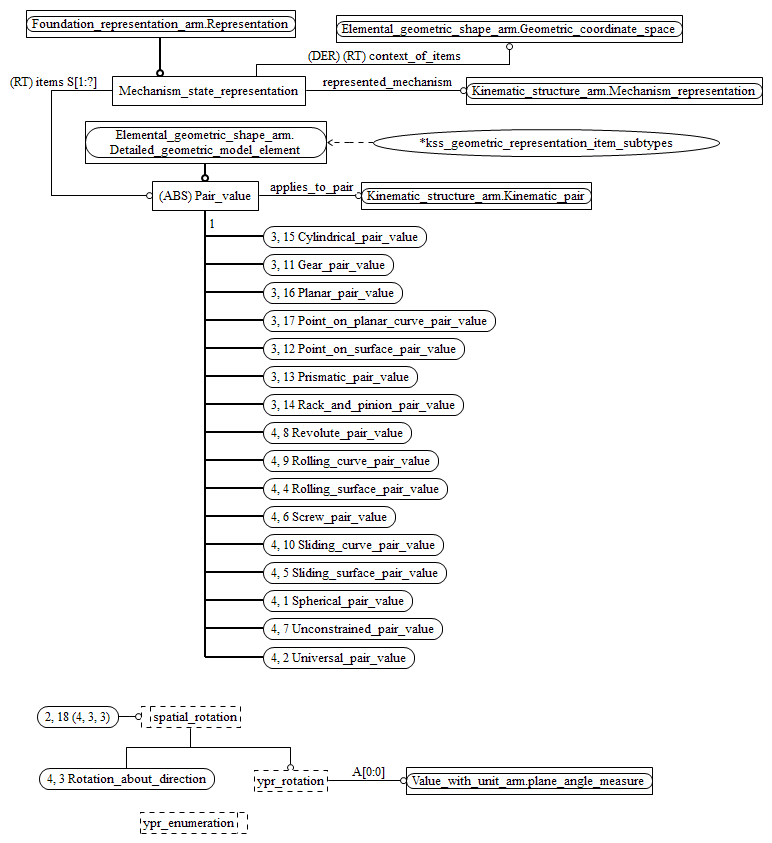 Foundation_representation_arm.Representation
Elemental_geometric_shape_arm.Geometric_coordinate_space
(DER) (RT) context_of_items
(RT) items S[1:?]
Mechanism_state_representation
represented_mechanism
Kinematic_structure_arm.Mechanism_representation
Elemental_geometric_shape_arm.
Detailed_geometric_model_element
*kss_geometric_representation_item_subtypes
(ABS) Pair_value
applies_to_pair
Kinematic_structure_arm.Kinematic_pair
1
3, 15 Cylindrical_pair_value
3, 11 Gear_pair_value
3, 16 Planar_pair_value
3, 17 Point_on_planar_curve_pair_value
3, 12 Point_on_surface_pair_value
3, 13 Prismatic_pair_value
3, 14 Rack_and_pinion_pair_value
4, 8 Revolute_pair_value
4, 9 Rolling_curve_pair_value
4, 4 Rolling_surface_pair_value
4, 6 Screw_pair_value
4, 10 Sliding_curve_pair_value
4, 5 Sliding_surface_pair_value
4, 1 Spherical_pair_value
4, 7 Unconstrained_pair_value
4, 2 Universal_pair_value
2, 18 (4, 3, 3)
spatial_rotation
4, 3 Rotation_about_direction
ypr_rotation
A[0:0]
Value_with_unit_arm.plane_angle_measure
ypr_enumeration